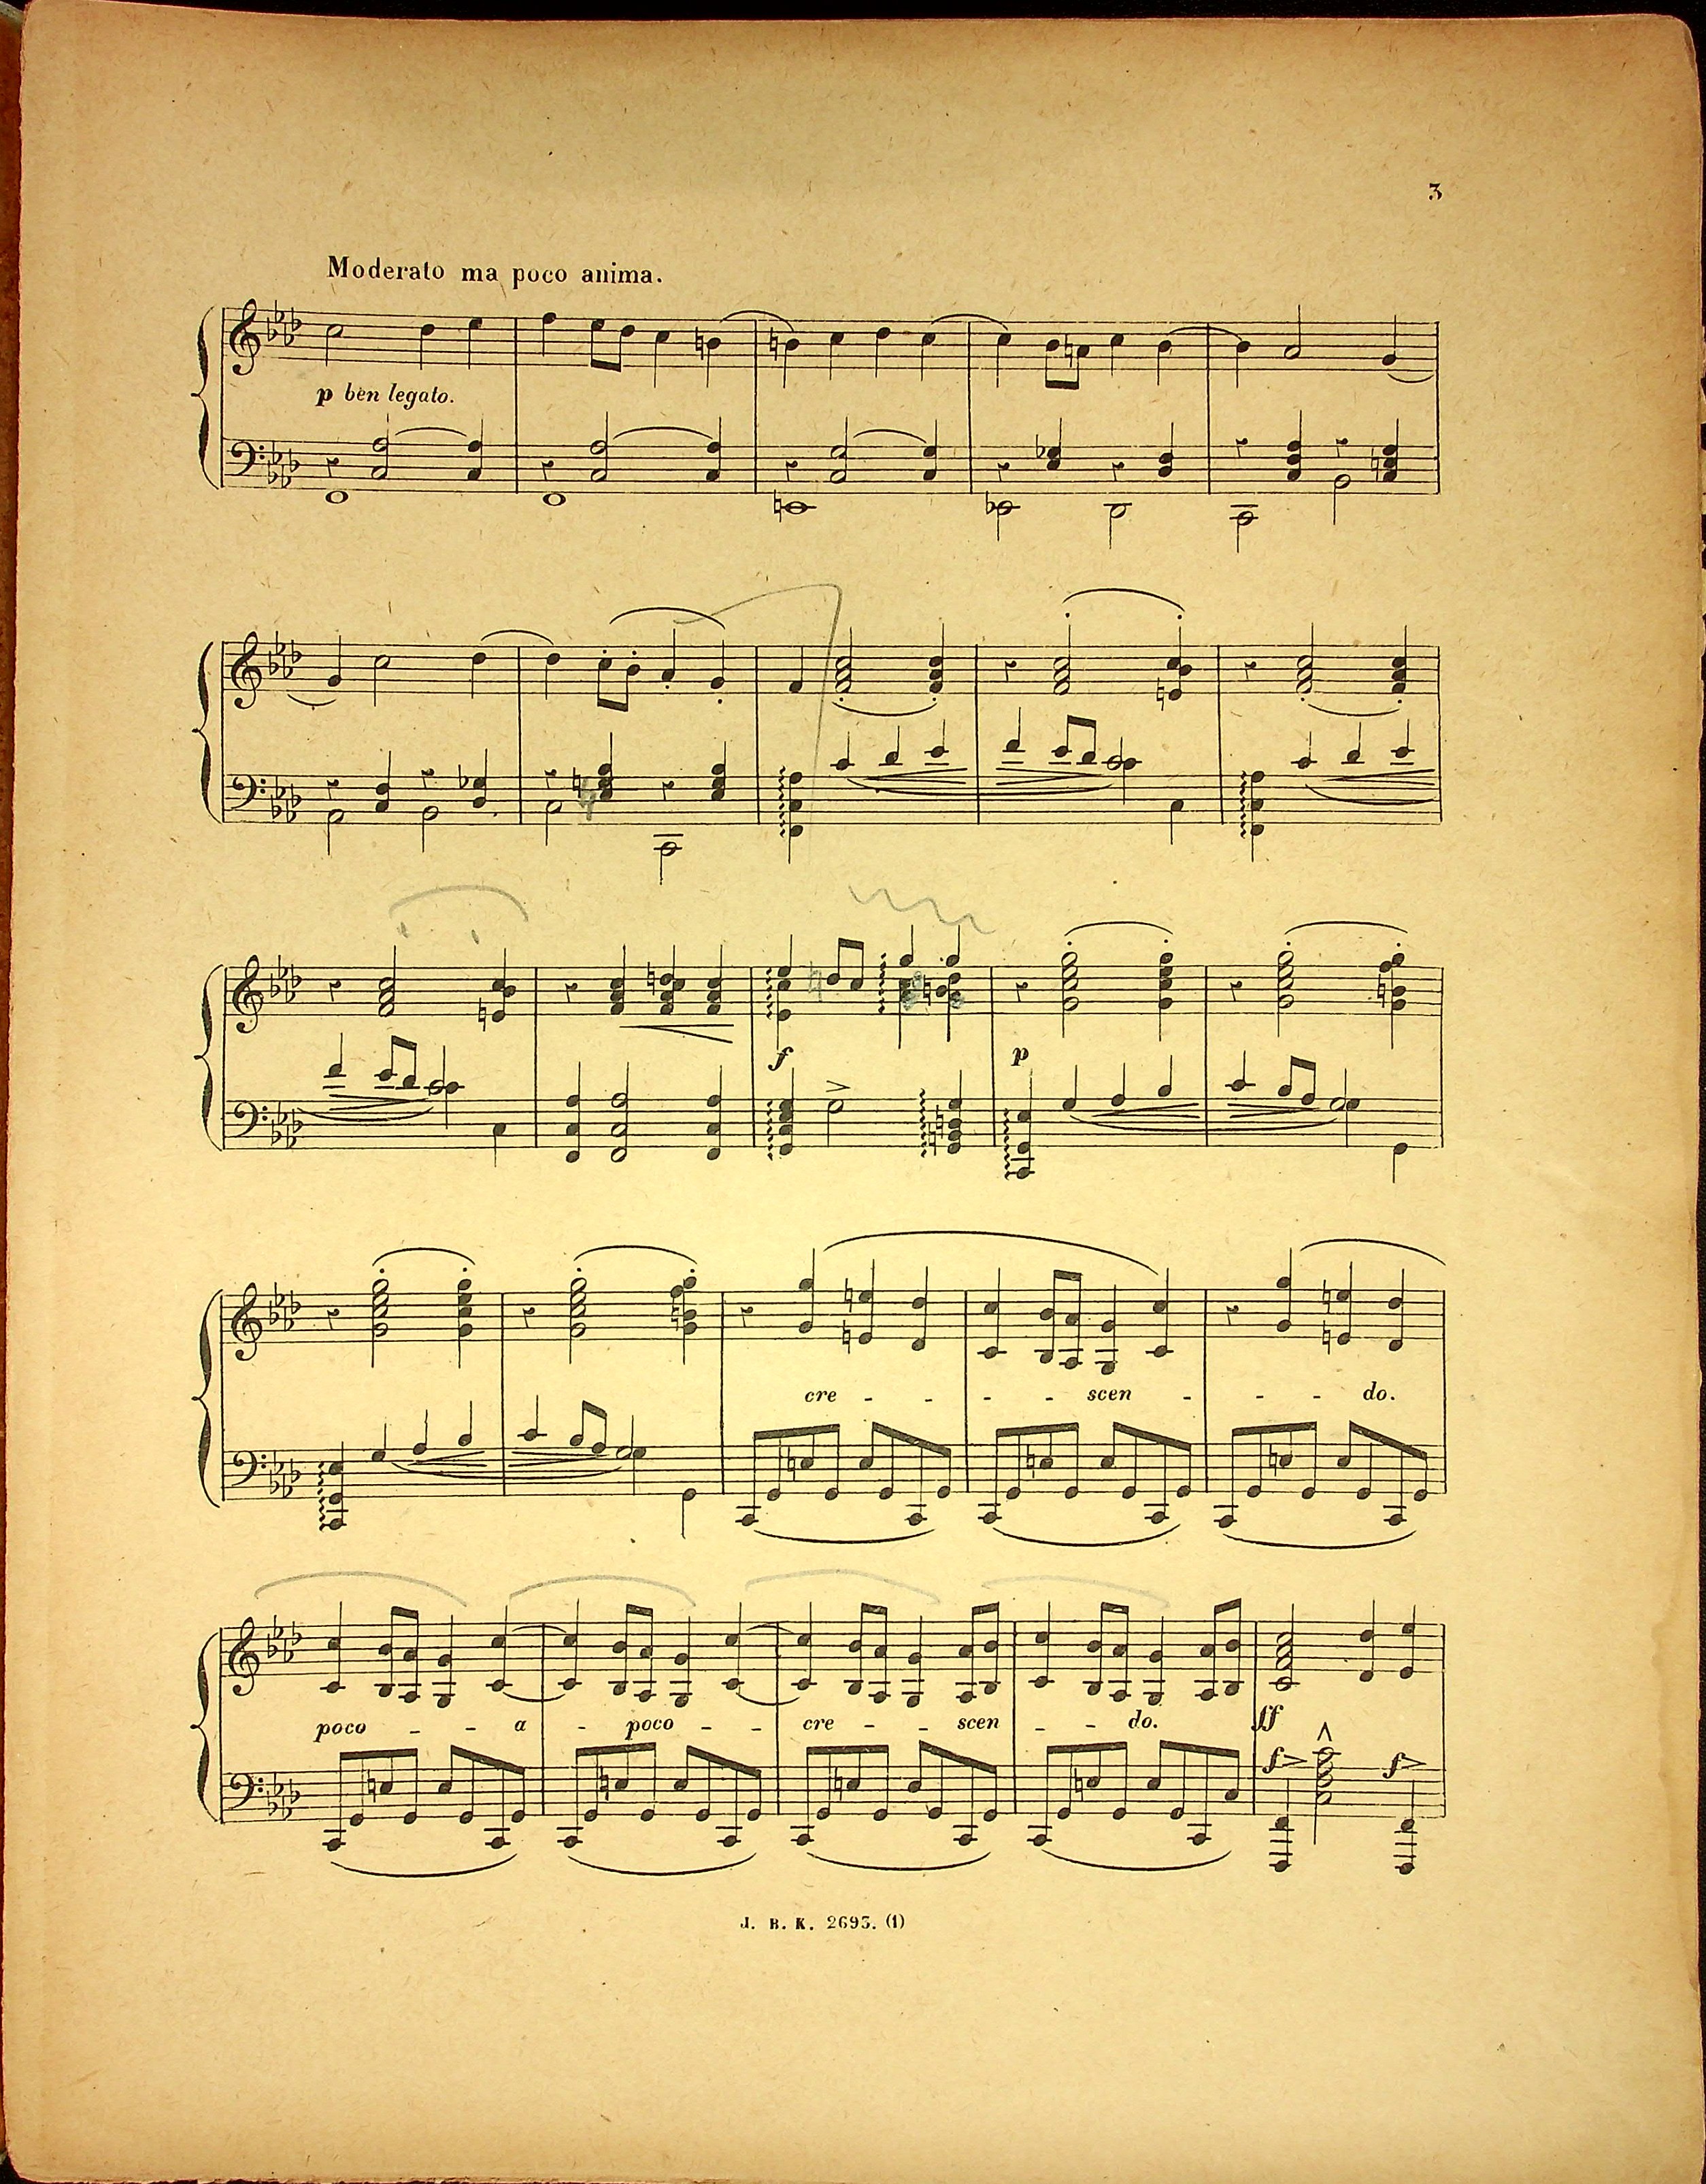 3
Moderato ma poco anima.
p ben legato.
f p
cre - - - - scen - - - do.
poco - - a - poco - - cre - - scen - - do. ff
f f
J. B. K. 2695. (1)